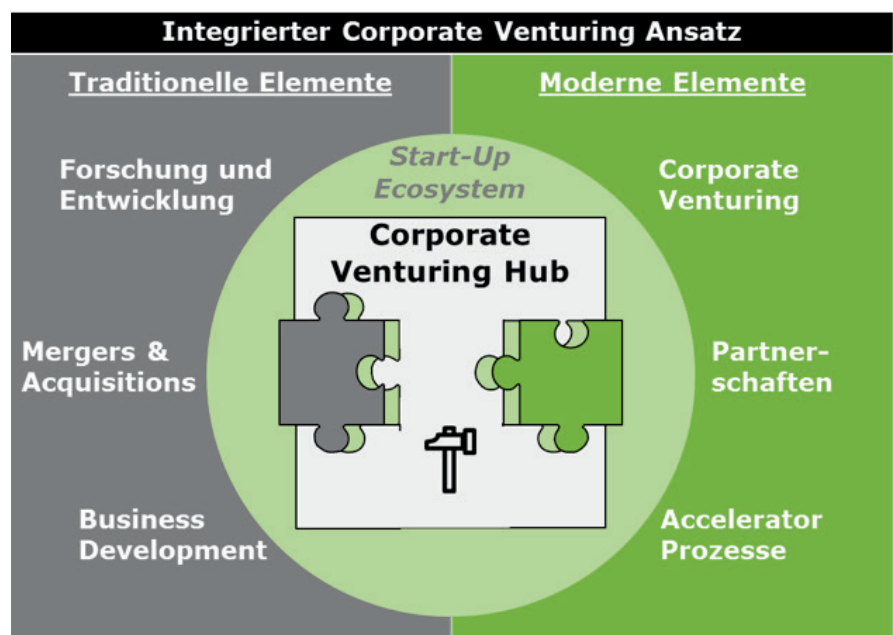 Integrierter Corporate Venturing Ansatz
Traditionelle Elemente
Moderne Elemente
Forschung und
Entwicklung
Mergers &
Acquisitions
Business
Development
Start-Up
Ecosystem
Corporate
Venturing Hub
Corporate
Venturing
Partner-
schaften
Accelerator
Prozesse